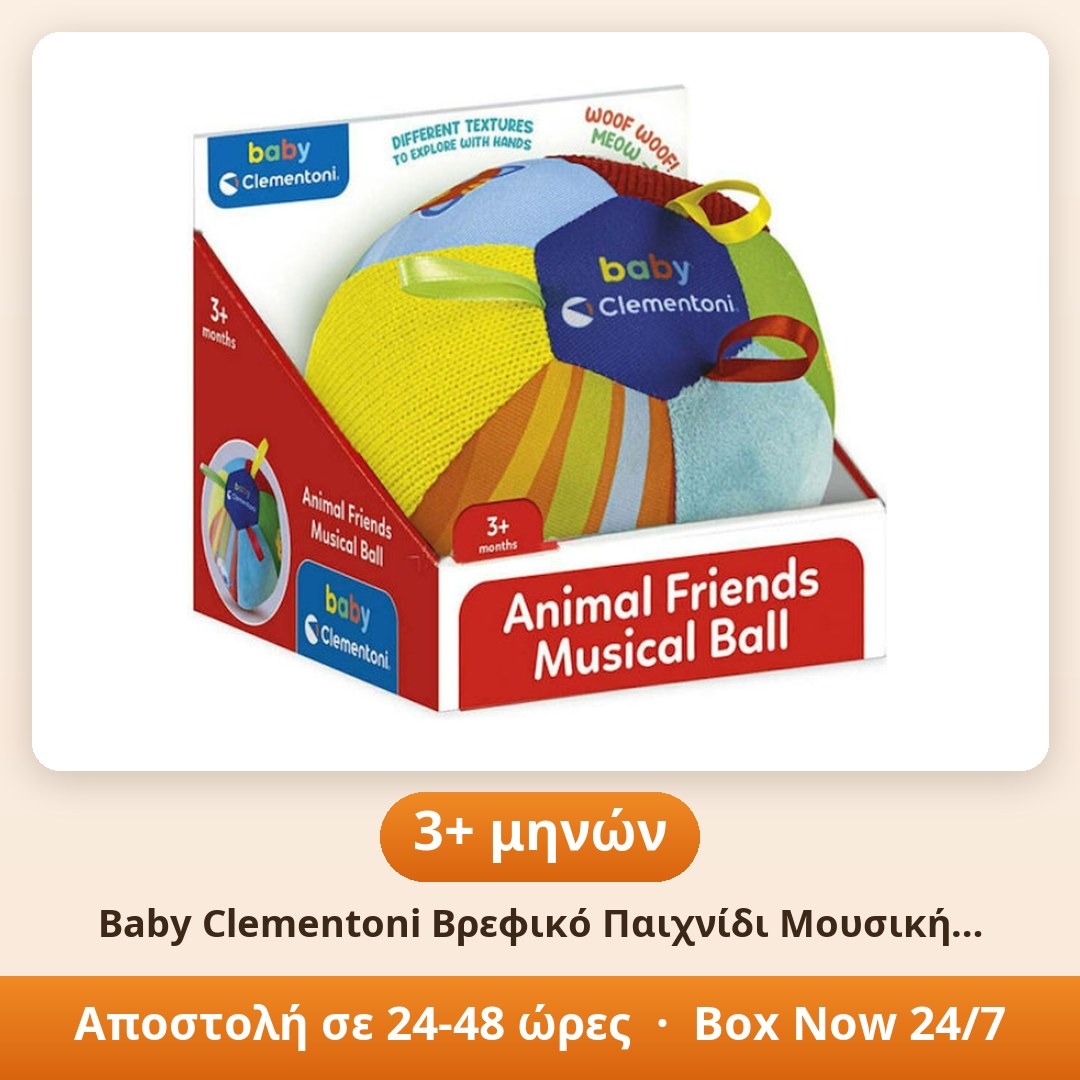 baby
Clementoni
DIFFERENT TEXTURES
TO EXPLORE WITH HANDS
WOOF WOOF!
MEOW
baby
Clementoni
3+
months
Animal Friends
Musical Ball
baby
Clementoni
3+
months
Animal Friends
Musical Ball
3+ μηνών
Baby Clementoni Βρεφικό Παιχνίδι Μουσική...
Αποστολή σε 24-48 ώρες · Box Now 24/7